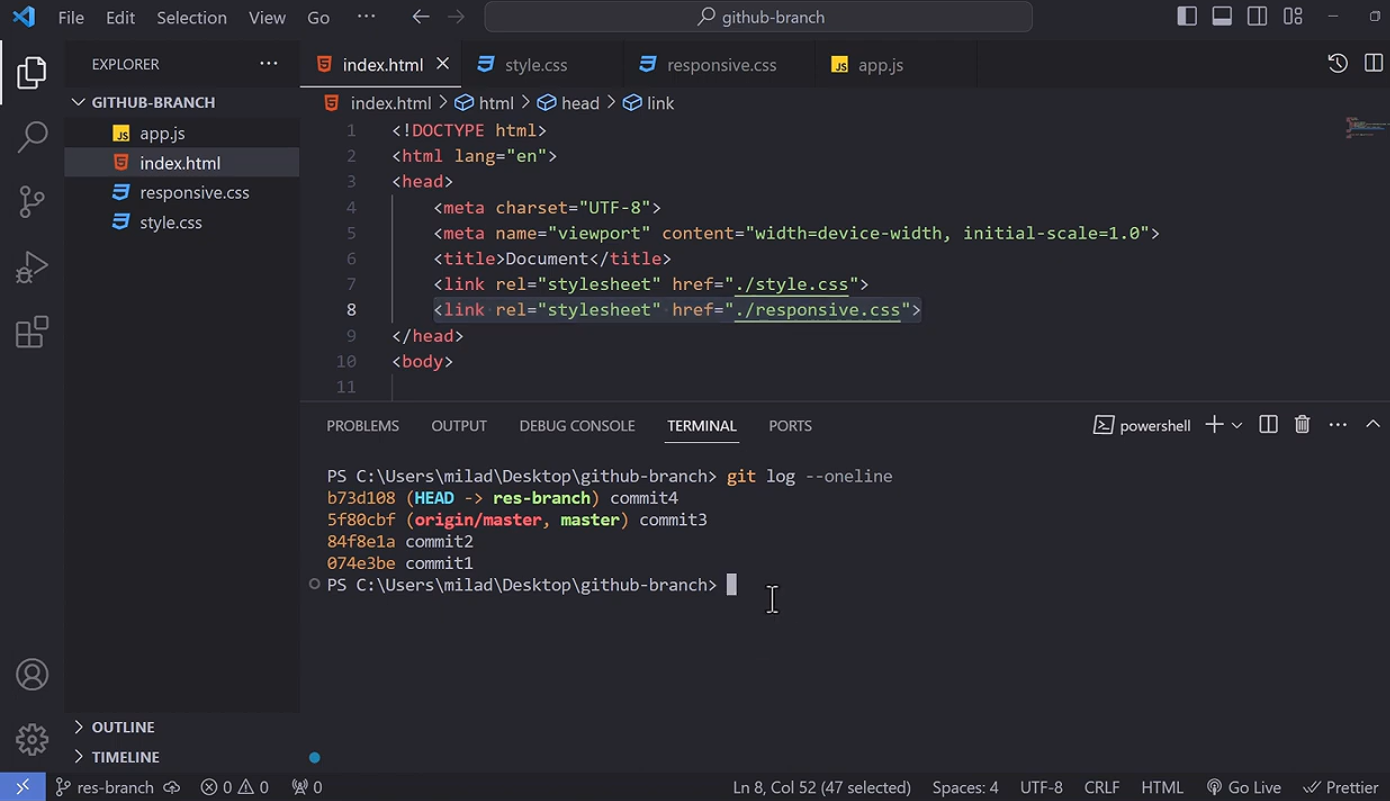 File Edit Selection View Go ··· github-branch
EXPLORER ···
GITHUB-BRANCH
JS app.js
index.html
responsive.css
style.css
OUTLINE
TIMELINE
index.html style.css responsive.css JS app.js
index.html > html > head > link
1 <!DOCTYPE html>
2 <html lang="en">
3 <head>
4 <meta charset="UTF-8">
5 <meta name="viewport" content="width=device-width, initial-scale=1.0">
6 <title>Document</title>
7 <link rel="stylesheet" href="./style.css">
8 <link rel="stylesheet" href="./responsive.css">
9 </head>
10 <body>
11
PROBLEMS OUTPUT DEBUG CONSOLE TERMINAL PORTS powershell ···
PS C:\Users\milad\Desktop\github-branch> git log --oneline
b73d108 (HEAD -> res-branch) commit4
5f80cbf (origin/master, master) commit3
84f8e1a commit2
074e3be commit1
PS C:\Users\milad\Desktop\github-branch>
res-branch 0 0 0 Ln 8, Col 52 (47 selected) Spaces: 4 UTF-8 CRLF HTML Go Live Prettier